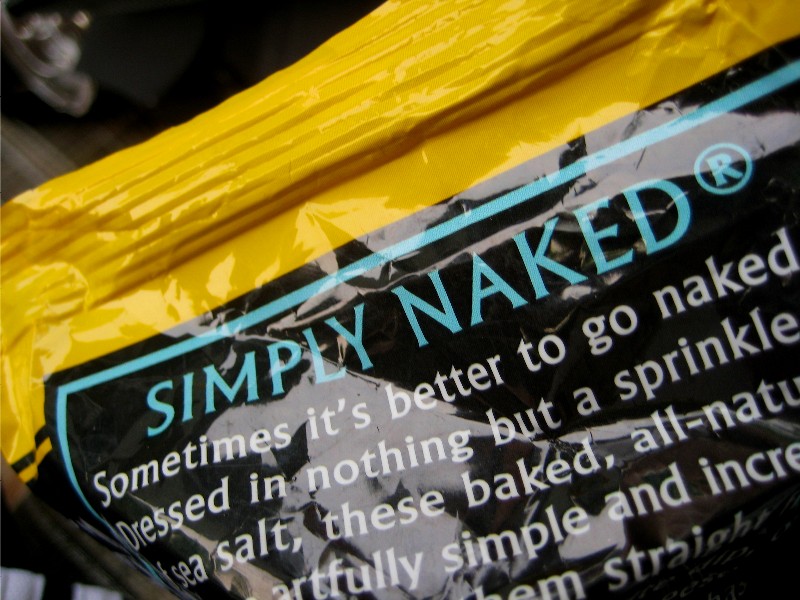 SIMPLY NAKED®
Sometimes it's better to go naked
Dressed in nothing but a sprinkle
sea salt, these baked, all-natu
artfully simple and incre
hem straight